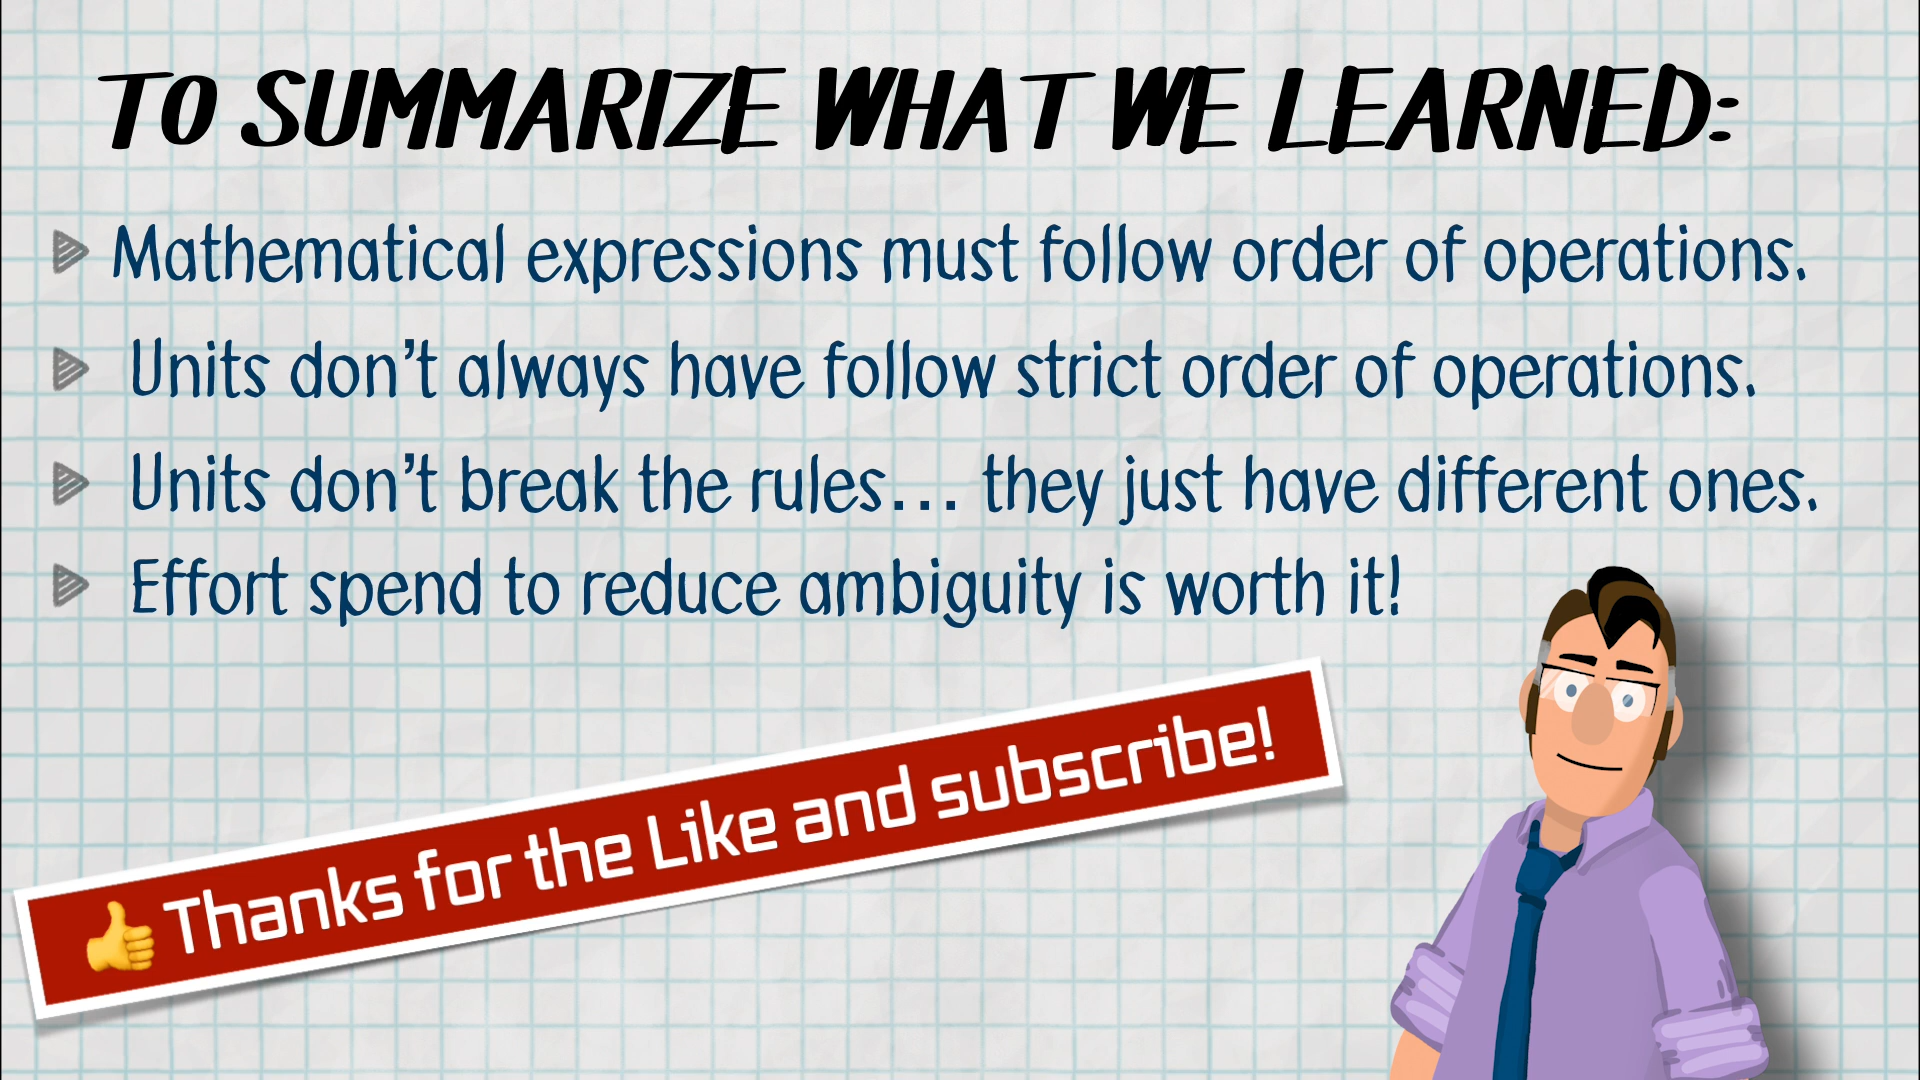 TO SUMMARIZE WHAT WE LEARNED:
Mathematical expressions must follow order of operations.
Units don't always have follow strict order of operations.
Units don't break the rules... they just have different ones.
Effort spend to reduce ambiguity is worth it!
👍 Thanks for the Like and subscribe!